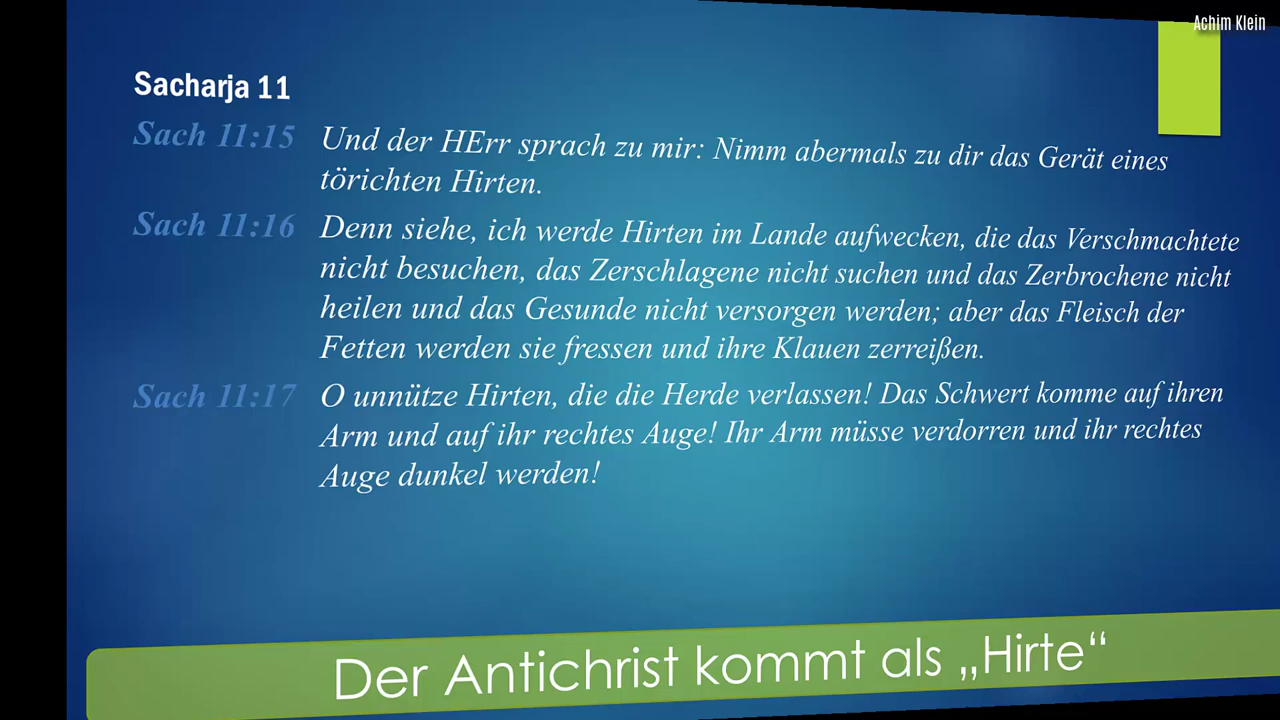 Achim Klein
Sacharja 11
Sach 11:15 Und der HErr sprach zu mir: Nimm abermals zu dir das Gerät eines
törichten Hirten.
Sach 11:16 Denn siehe, ich werde Hirten im Lande aufwecken, die das Verschmachtete
nicht besuchen, das Zerschlagene nicht suchen und das Zerbrochene nicht
heilen und das Gesunde nicht versorgen werden; aber das Fleisch der
Fetten werden sie fressen und ihre Klauen zerreißen.
Sach 11:17 O unnütze Hirten, die die Herde verlassen! Das Schwert komme auf ihren
Arm und auf ihr rechtes Auge! Ihr Arm müsse verdorren und ihr rechtes
Auge dunkel werden!
Der Antichrist kommt als „Hirte“